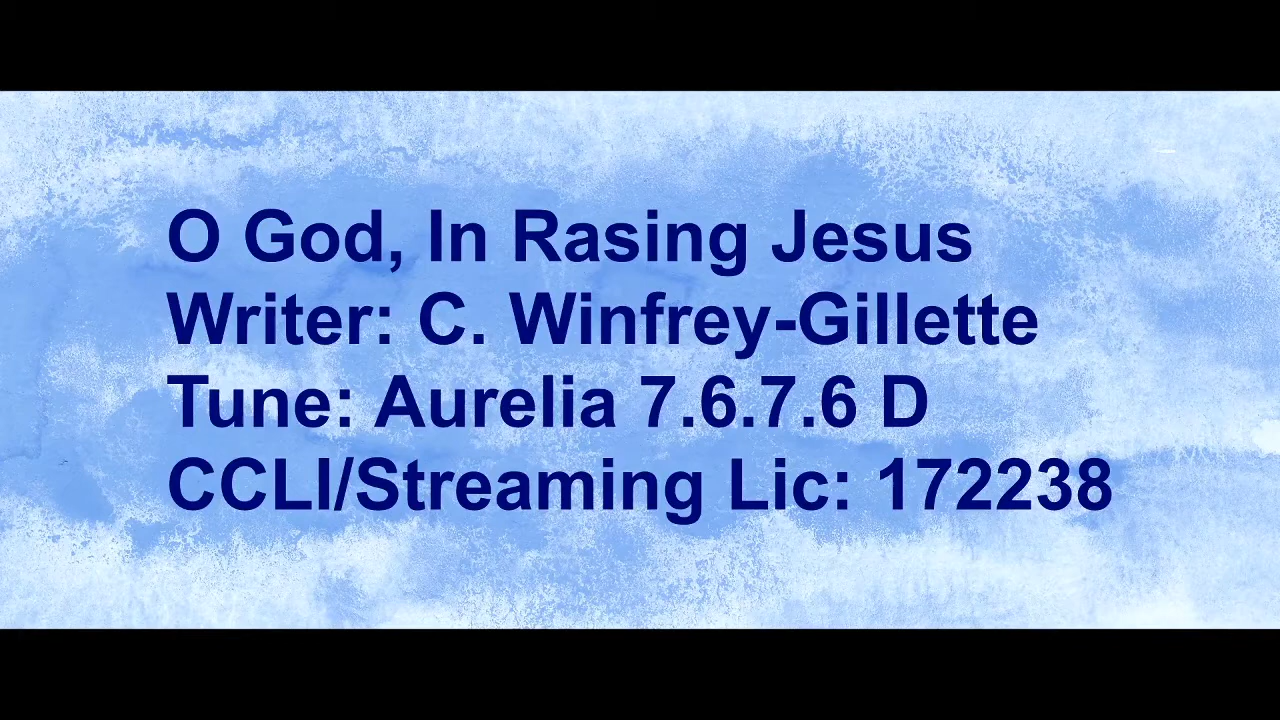 O God, In Rasing Jesus
Writer: C. Winfrey-Gillette
Tune: Aurelia 7.6.7.6 D
CCLI/Streaming Lic: 172238